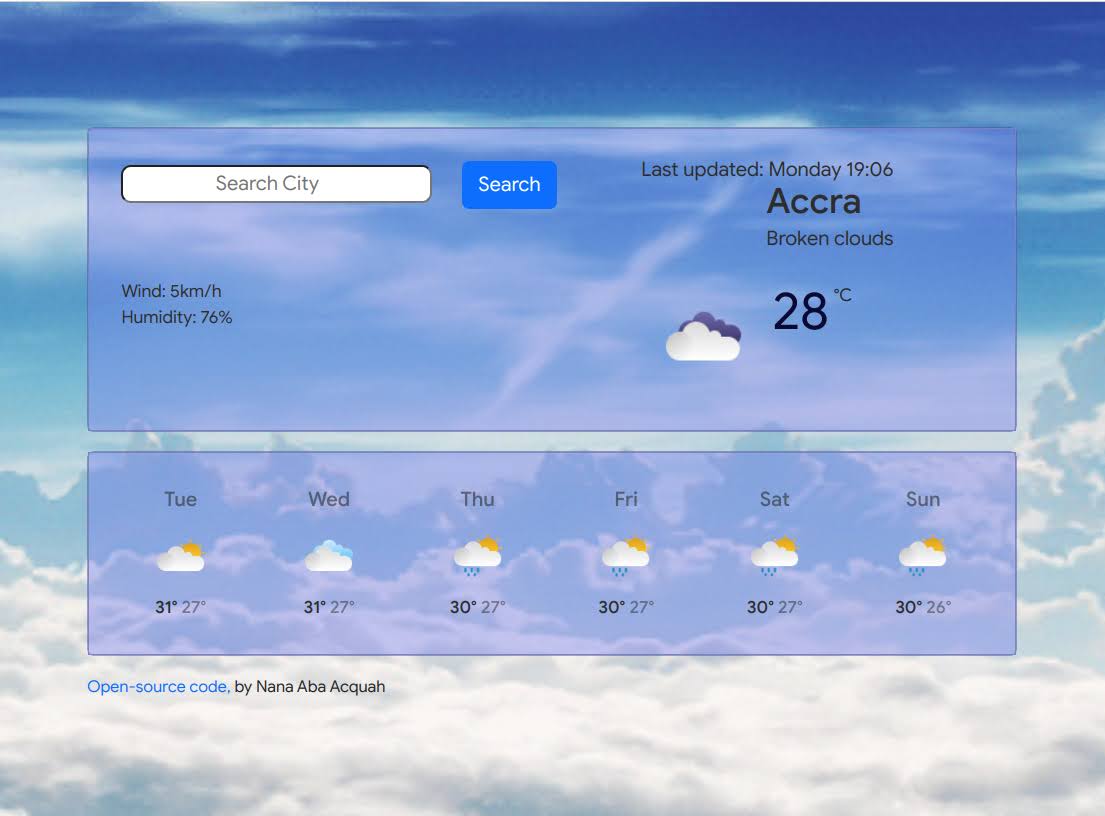 Search City
Search
Last updated: Monday 19:06
Accra
Broken clouds
Wind: 5km/h
Humidity: 76%
28 °C
Tue Wed Thu Fri Sat Sun
31° 27° 31° 27° 30° 27° 30° 27° 30° 27° 30° 26°
Open-source code, by Nana Aba Acquah